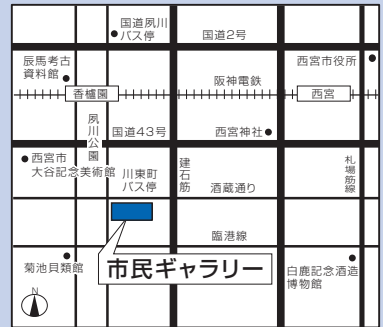 国道夙川
バス停
国道2号
辰馬考古
資料館
阪神電鉄
西宮市役所
香櫨園
西宮
夙川公園
国道43号
西宮神社
西宮市
大谷記念美術館
川東町
バス停
建石筋
酒蔵通り
札場筋線
臨港線
菊池貝類館
市民ギャラリー
白鹿記念酒造
博物館
N